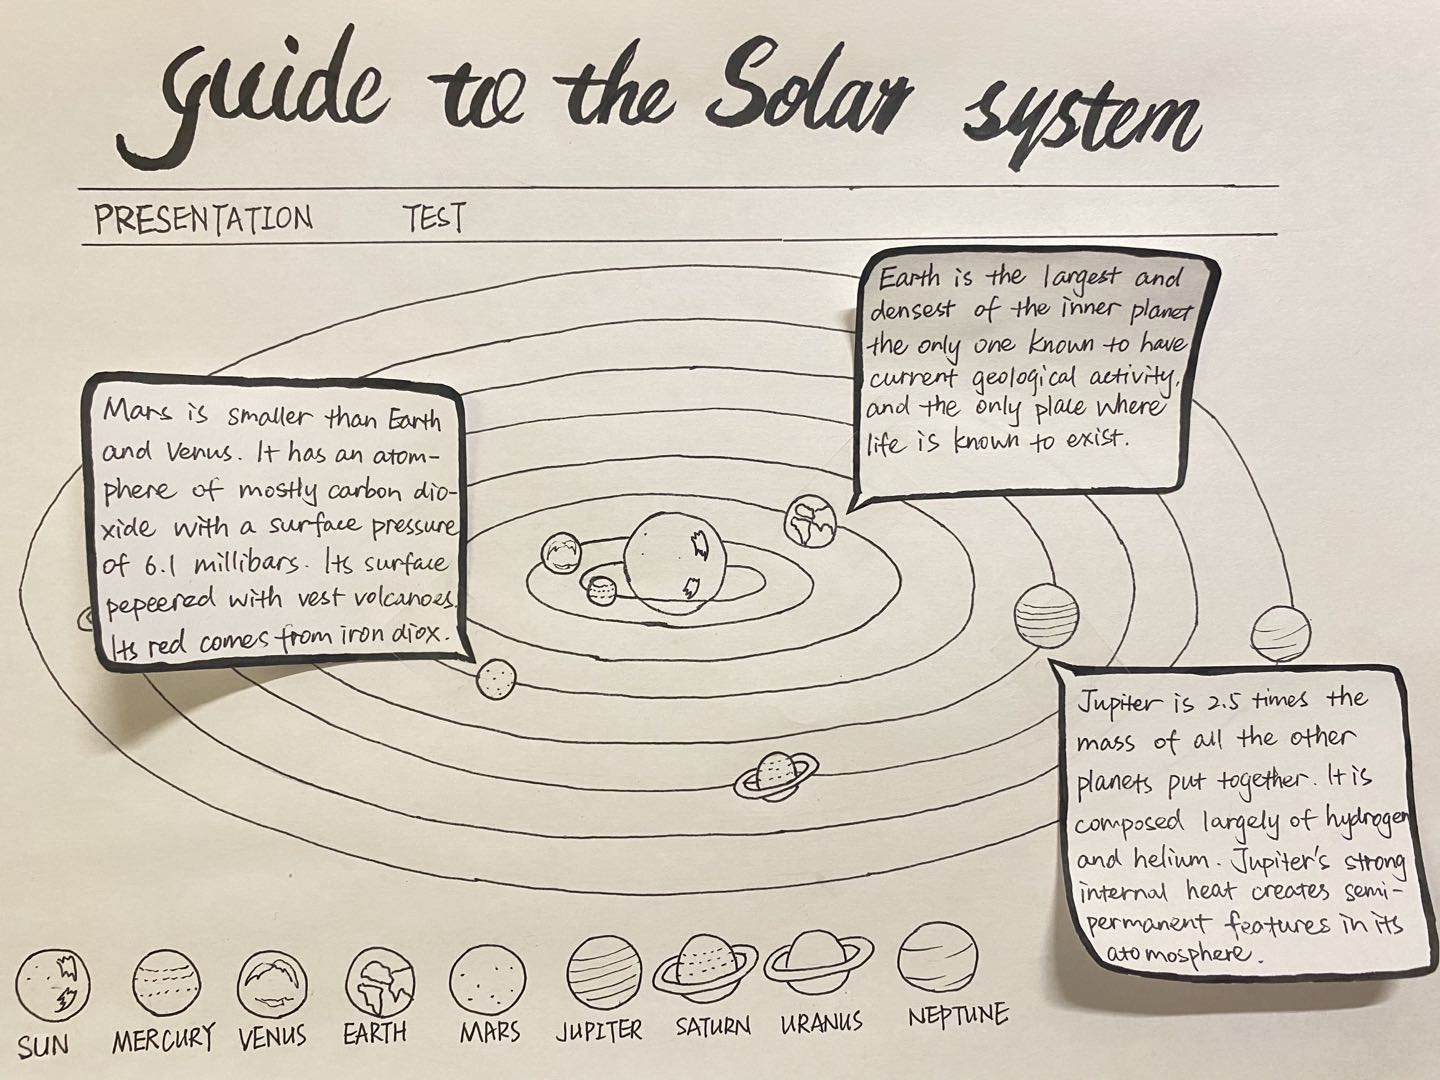 guide to the Solar system
PRESENTATION TEST
Earth is the largest and
densest of the inner planet
the only one known to have
current geological activity,
and the only place where
life is known to exist.
Mars is smaller than Earth
and Venus. It has an atom-
phere of mostly carbon dio-
xide with a surface pressure
of 6.1 millibars. Its surface
pepeered with vest volcanoes.
Its red comes from iron diox.
Jupiter is 2.5 times the
mass of all the other
planets put together. It is
composed largely of hydrogen
and helium. Jupiter's strong
internal heat creates semi-
permanent features in its
atomosphere.
SUN MERCURY VENUS EARTH MARS JUPITER SATURN URANUS NEPTUNE